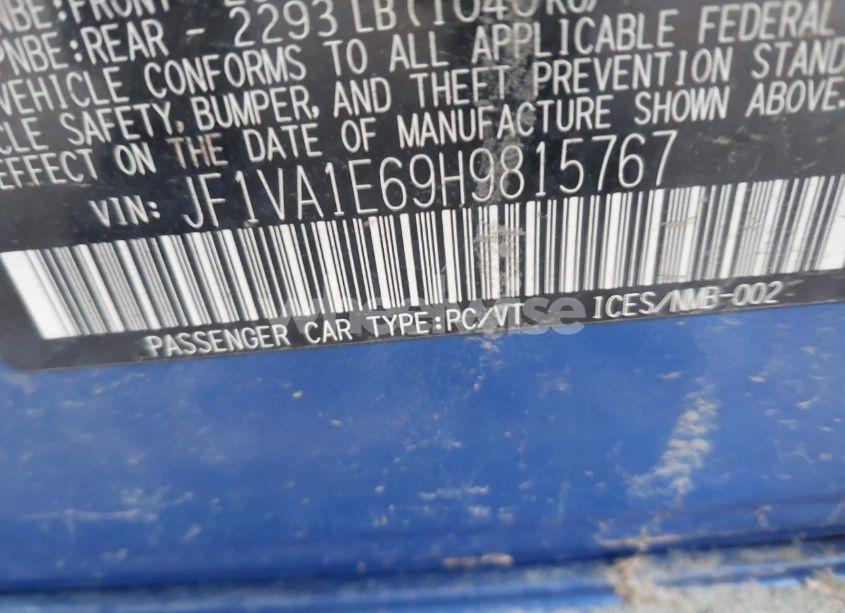 REAR - 2293 LB
VEHICLE CONFORMS TO ALL APPLICABLE FEDERAL
CLE SAFETY, BUMPER, AND THEFT PREVENTION STAND
EFFECT ON THE DATE OF MANUFACTURE SHOWN ABOVE.
VIN: JF1VA1E69H9815767
PASSENGER CAR TYPE:PC/VT ICES/NMB-002